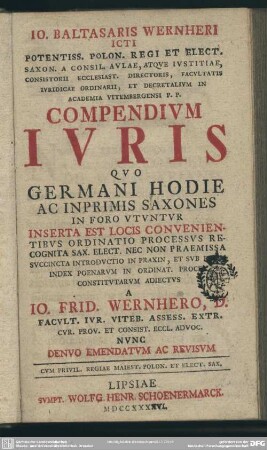 IO. BALTASARIS WERNHERI
ICTI
POTENTISS. POLON. REGI ET ELECT.
SAXON. A CONSIL. AVLAE, ATQVE IVSTITIAE,
CONSISTORII ECCLESIAST. DIRECTORIS, FACVLTATIS
IVRIDICAE ORDINARII, ET DECRETALIVM IN
ACADEMIA VITEMBERGENSI P. P.
COMPENDIVM
IVRIS
QVO
GERMANI HODIE
AC INPRIMIS SAXONES
IN FORO VTVNTVR
INSERTA EST LOCIS CONVENIEN-
TIBVS ORDINATIO PROCESSVS RE-
COGNITA SAX. ELECT. NEC NON PRAEMISSA
SVCCINCTA INTRODVCTIO IN PRAXIN, ET SVB
INDEX POENARVM IN ORDINAT. PROC
CONSTITVTARVM ADIECTVS
A
IO. FRID. WERNHERO, D.
FACVLT. IVR. VITEB. ASSESS. EXTR.
CVR. PROV. ET CONSIST. ECCL. ADVOC.
NVNC
DENVO EMENDATVM AC REVISVM
CVM PRIVIL. REGIAE MAIEST. POLON. ET ELECT. SAX.
LIPSIAE
SVMPT. WOLFG. HENR. SCHOENERMARCK.